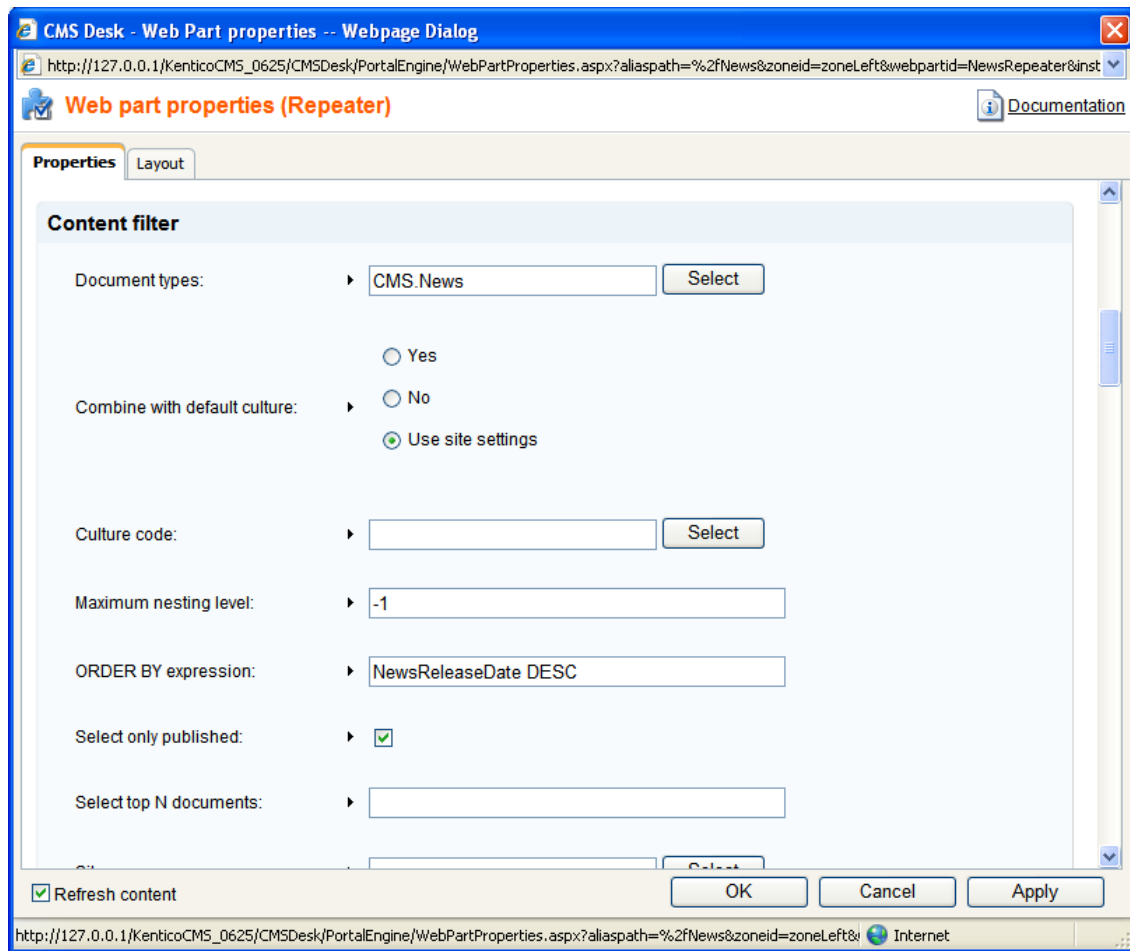 CMS Desk - Web Part properties -- Webpage Dialog
http://127.0.0.1/KenticoCMS_0625/CMSDesk/PortalEngine/WebPartProperties.aspx?aliaspath=%2fNews&zoneid=zoneLeft&webpartid=NewsRepeater&inst
Web part properties (Repeater)
Documentation
Properties
Layout
Content filter
Document types: CMS.News Select
Yes
No
Combine with default culture:
Use site settings
Culture code: Select
Maximum nesting level: -1
ORDER BY expression: NewsReleaseDate DESC
Select only published:
Select top N documents:
Select
Refresh content OK Cancel Apply
http://127.0.0.1/KenticoCMS_0625/CMSDesk/PortalEngine/WebPartProperties.aspx?aliaspath=%2fNews&zoneid=zoneLeft& Internet